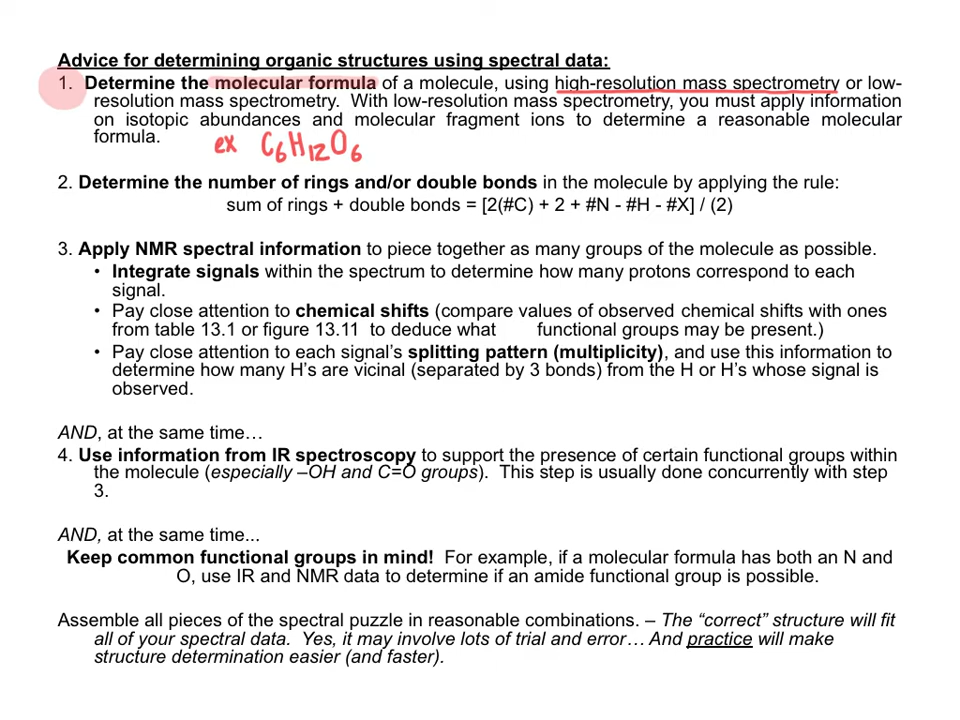 Advice for determining organic structures using spectral data:
1. Determine the molecular formula of a molecule, using high-resolution mass spectrometry or low-
resolution mass spectrometry. With low-resolution mass spectrometry, you must apply information
on isotopic abundances and molecular fragment ions to determine a reasonable molecular
formula.
ex C6H12O6
2. Determine the number of rings and/or double bonds in the molecule by applying the rule:
sum of rings + double bonds = [2(#C) + 2 + #N - #H - #X] / (2)
3. Apply NMR spectral information to piece together as many groups of the molecule as possible.
• Integrate signals within the spectrum to determine how many protons correspond to each
signal.
• Pay close attention to chemical shifts (compare values of observed chemical shifts with ones
from table 13.1 or figure 13.11 to deduce what functional groups may be present.)
• Pay close attention to each signal's splitting pattern (multiplicity), and use this information to
determine how many H's are vicinal (separated by 3 bonds) from the H or H's whose signal is
observed.
AND, at the same time…
4. Use information from IR spectroscopy to support the presence of certain functional groups within
the molecule (especially –OH and C=O groups). This step is usually done concurrently with step
3.
AND, at the same time...
Keep common functional groups in mind! For example, if a molecular formula has both an N and
O, use IR and NMR data to determine if an amide functional group is possible.
Assemble all pieces of the spectral puzzle in reasonable combinations. – The “correct” structure will fit
all of your spectral data. Yes, it may involve lots of trial and error… And practice will make
structure determination easier (and faster).